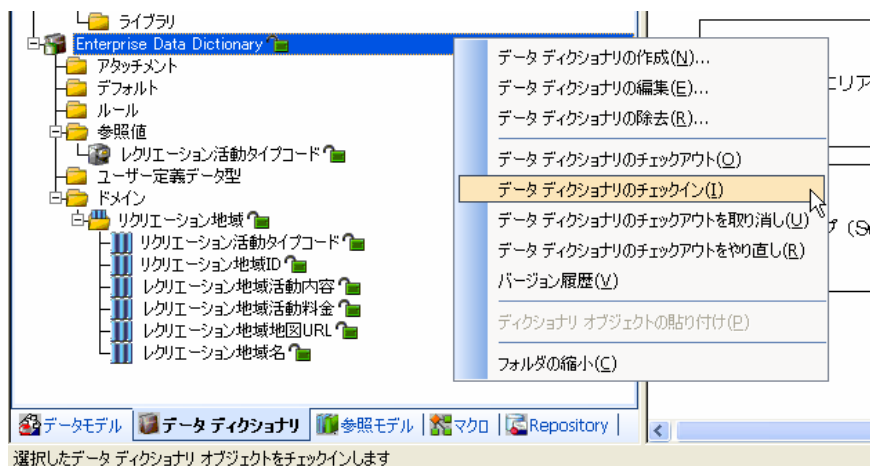 ライブラリ
Enterprise Data Dictionary
アタッチメント
デフォルト
ルール
参照値
レクリエーション活動タイプコード
ユーザー定義データ型
ドメイン
リクリエーション地域
リクリエーション活動タイプコード
リクリエーション地域ID
レクリエーション地域活動内容
レクリエーション地域活動料金
レクリエーション地域地図URL
レクリエーション地域名
データ ディクショナリの作成(N)...
データ ディクショナリの編集(E)...
データ ディクショナリの除去(R)...
データ ディクショナリのチェックアウト(O)
データ ディクショナリのチェックイン(I)
データ ディクショナリのチェックアウトを取り消し(U)
データ ディクショナリのチェックアウトをやり直し(R)
バージョン履歴(V)
ディクショナリ オブジェクトの貼り付け(P)
フォルダの縮小(C)
エリア
データモデル データ ディクショナリ 参照モデル マクロ Repository
選択したデータ ディクショナリ オブジェクトをチェックインします